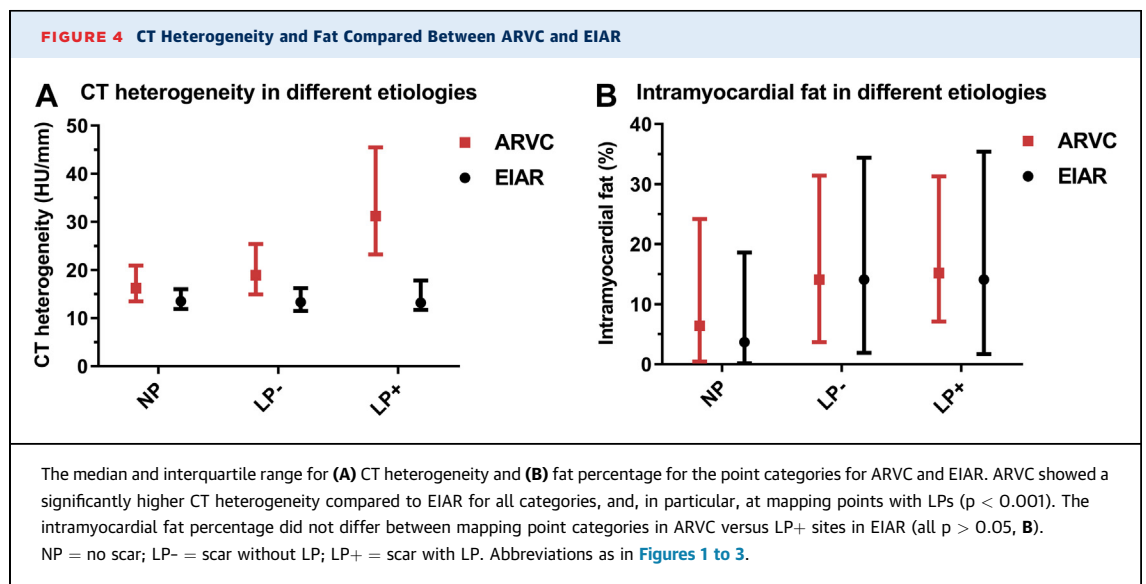 FIGURE 4 CT Heterogeneity and Fat Compared Between ARVC and EIAR
A CT heterogeneity in different etiologies
CT heterogeneity (HU/mm)
50
40
30
20
10
0
NP
LP-
LP+
ARVC
EIAR
B Intramyocardial fat in different etiologies
Intramyocardial fat (%)
40
30
20
10
0
NP
LP-
LP+
ARVC
EIAR
The median and interquartile range for (A) CT heterogeneity and (B) fat percentage for the point categories for ARVC and EIAR. ARVC showed a
significantly higher CT heterogeneity compared to EIAR for all categories, and, in particular, at mapping points with LPs (p < 0.001). The
intramyocardial fat percentage did not differ between mapping point categories in ARVC versus LP+ sites in EIAR (all p > 0.05, B).
NP = no scar; LP- = scar without LP; LP+ = scar with LP. Abbreviations as in Figures 1 to 3.